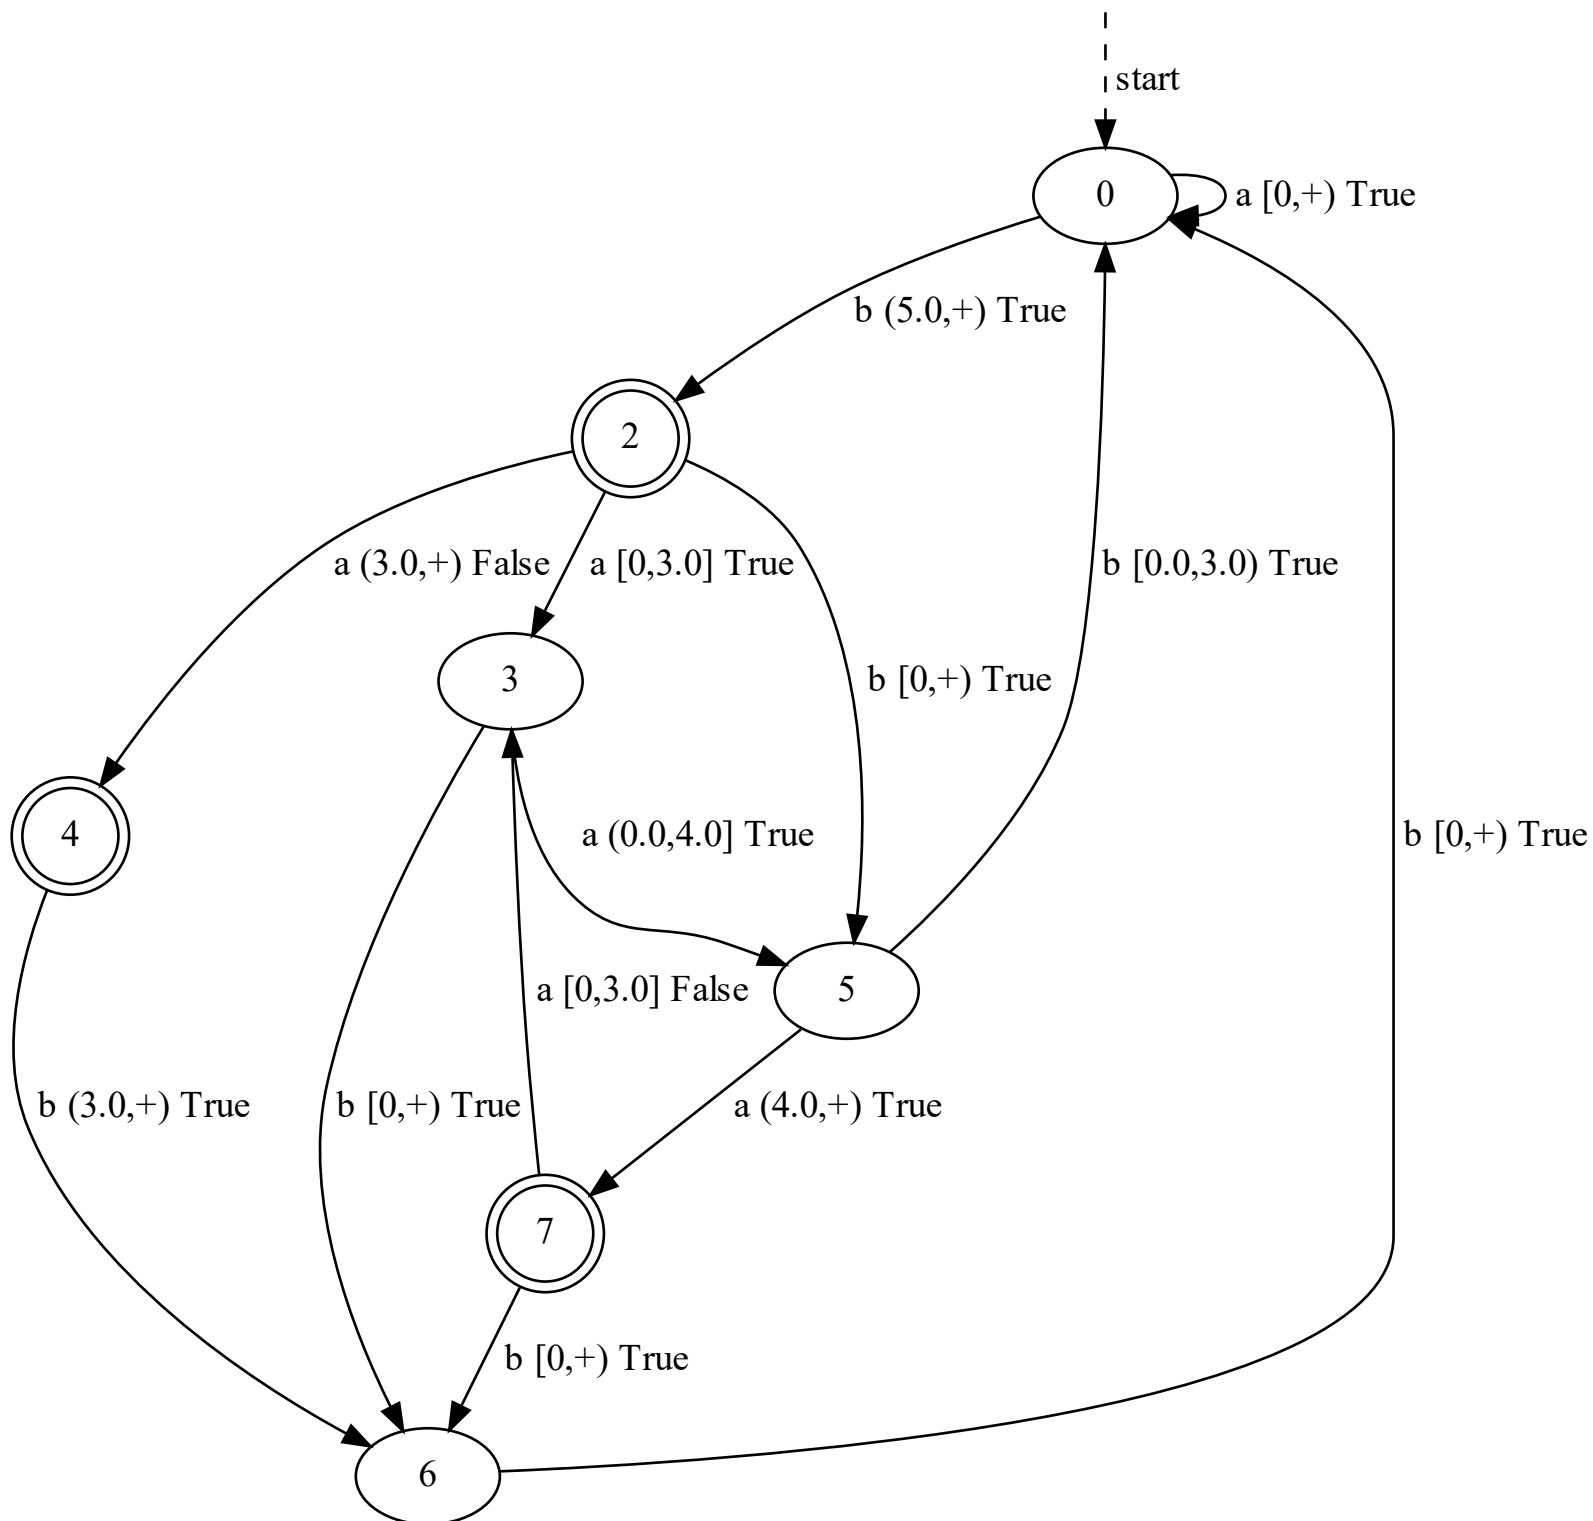 start
0
a [0,+) True
b (5.0,+) True
2
a (3.0,+) False
a [0,3.0] True
b [0.0,3.0) True
3
b [0,+) True
4
a (0.0,4.0] True
b [0,+) True
a [0,3.0] False
5
b (3.0,+) True
b [0,+) True
a (4.0,+) True
7
b [0,+) True
6